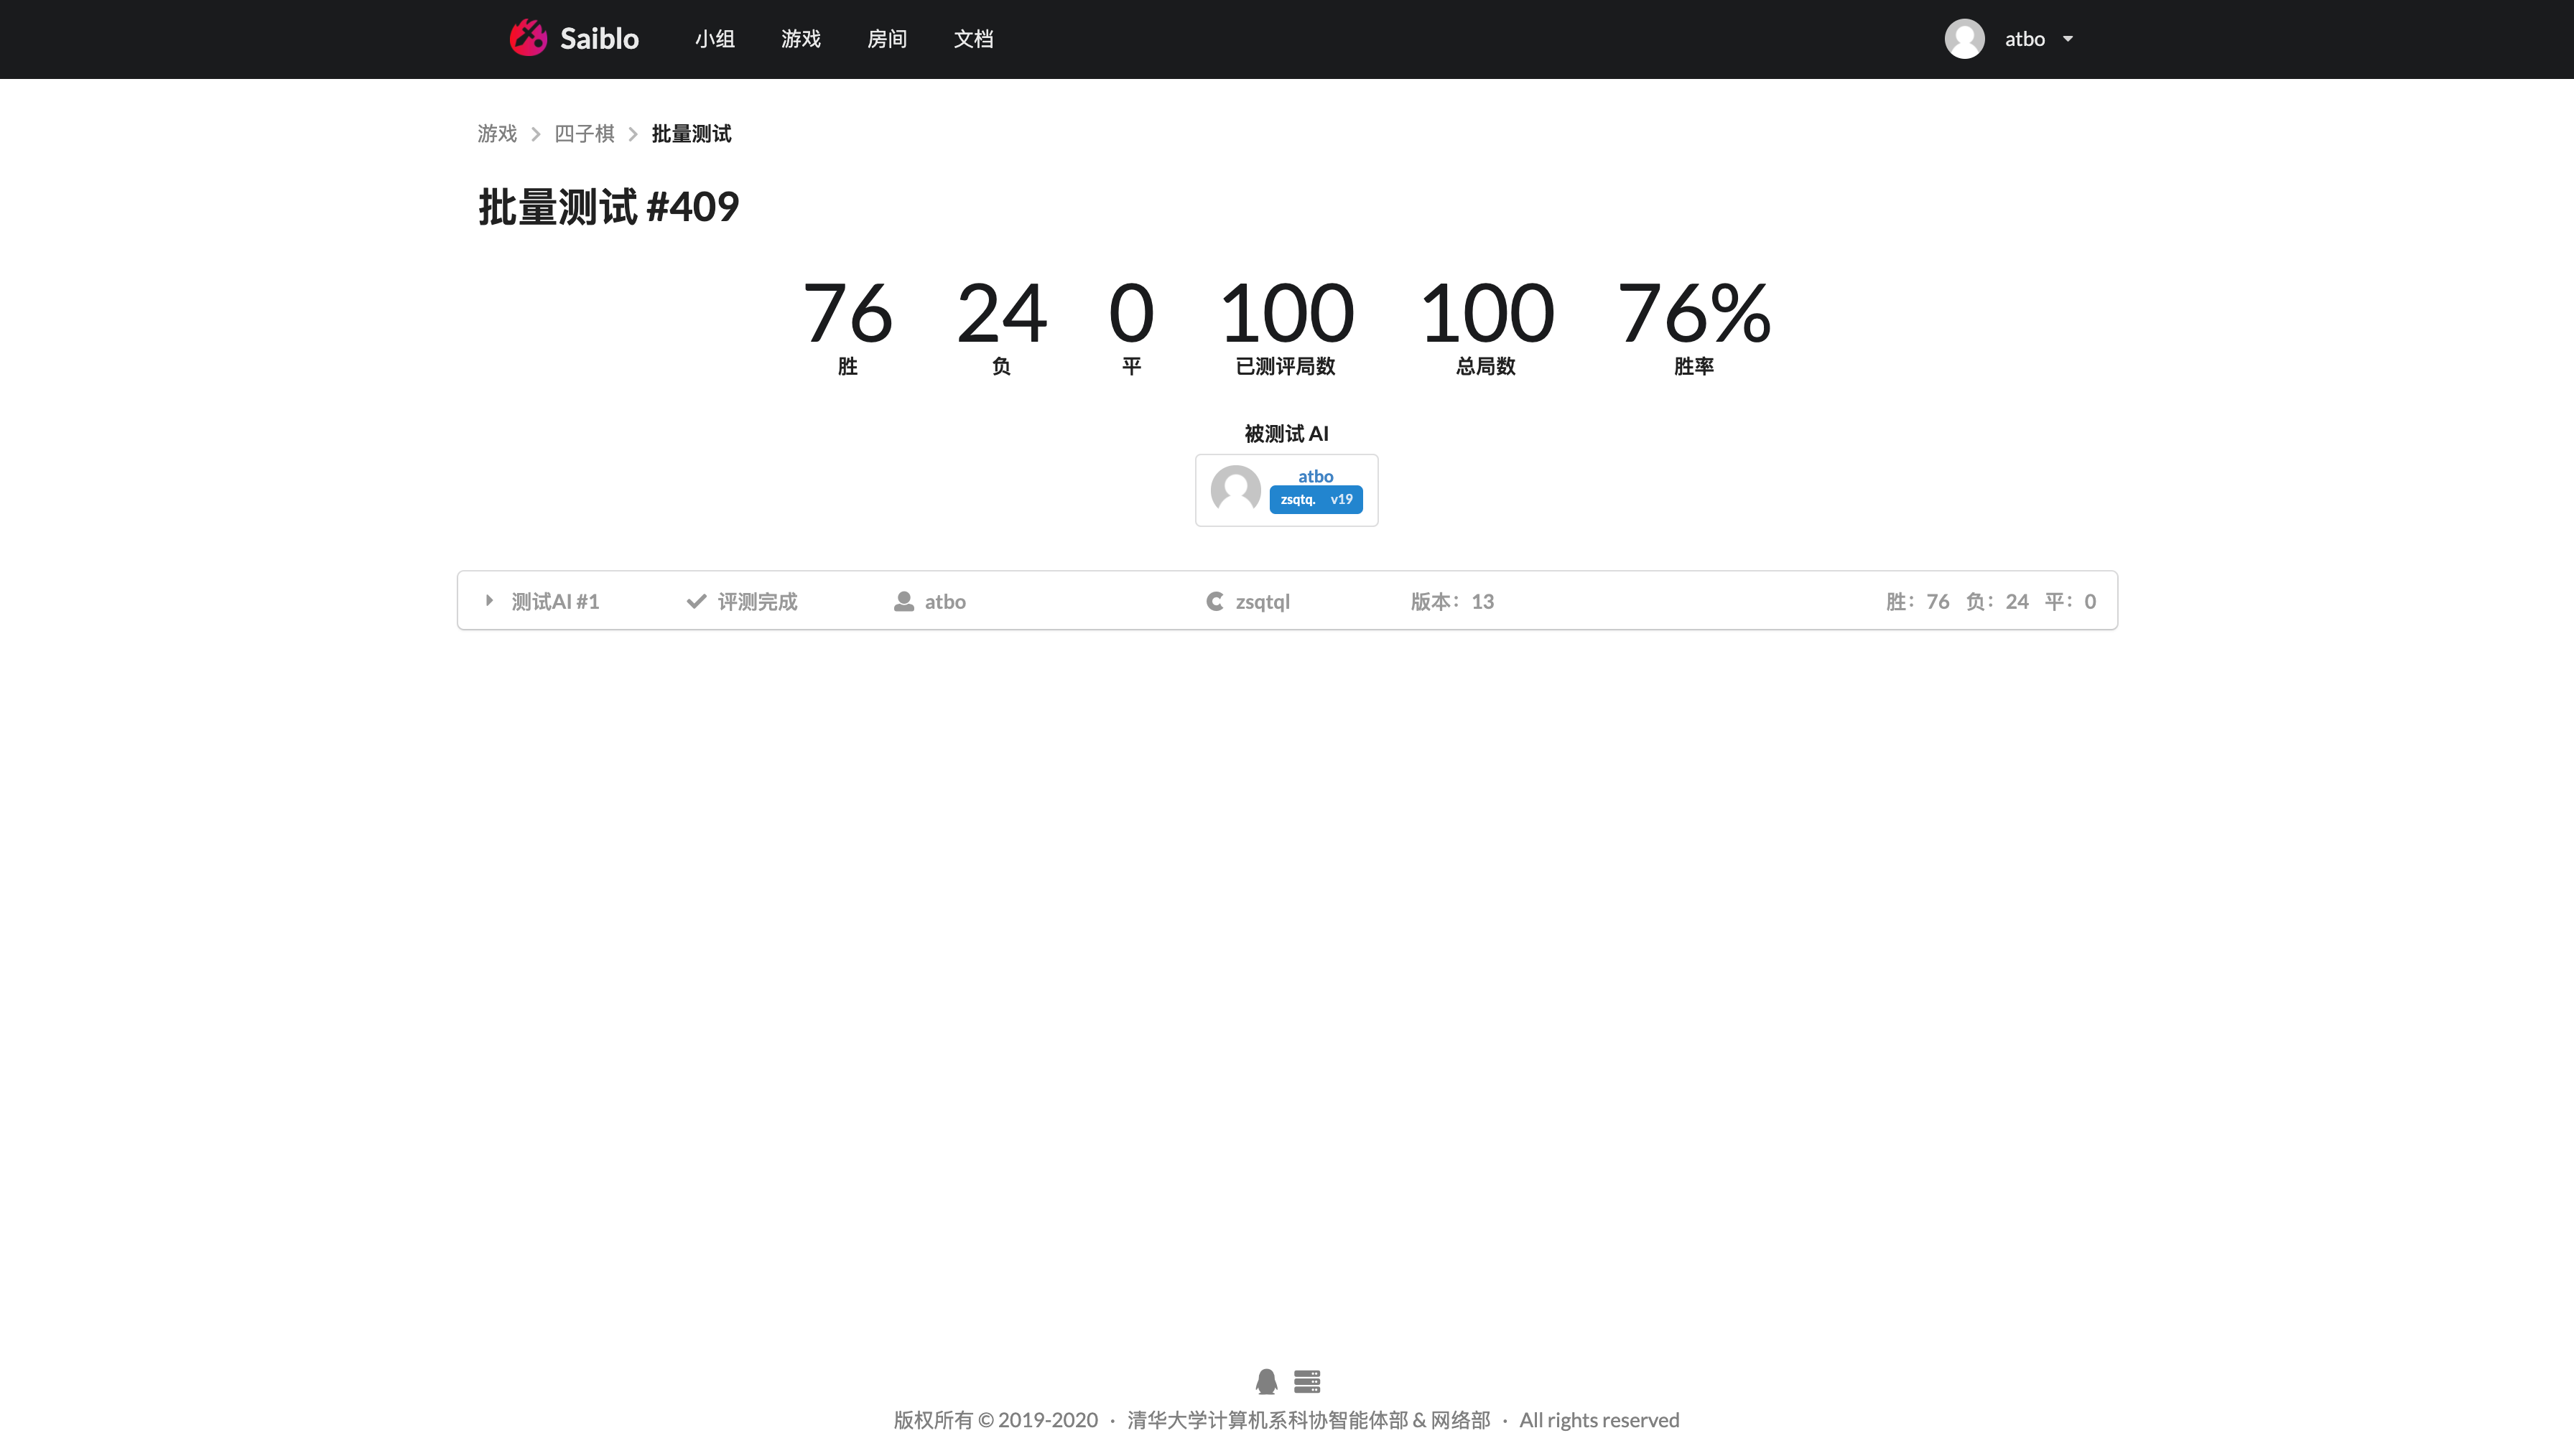 Saiblo 小组 游戏 房间 文档 atbo
游戏 四子棋 批量测试
批量测试 #409
76 24 0 100 100 76%
胜 负 平 已测评局数 总局数 胜率
被测试 AI
atbo
zsqtq. v19
测试AI #1 评测完成 atbo zsqtql 版本：13 胜：76 负：24 平：0
版权所有 © 2019-2020 · 清华大学计算机系科协智能体部 & 网络部 · All rights reserved